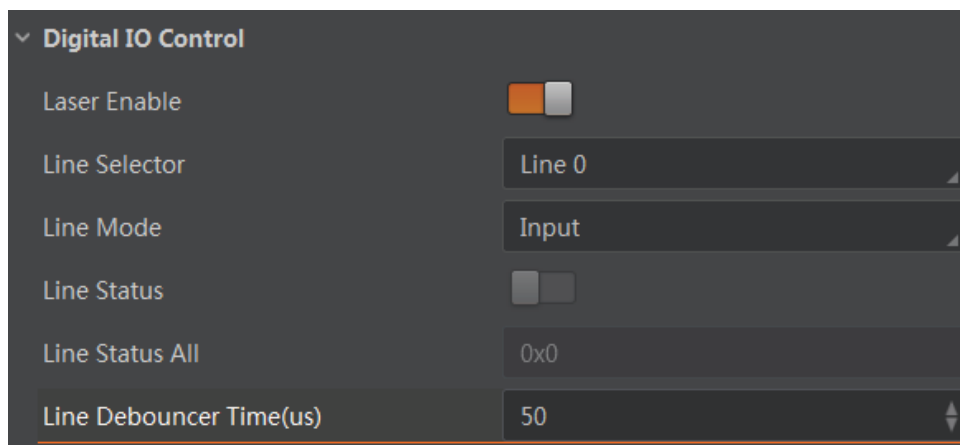 Digital IO Control
Laser Enable
Line Selector Line 0
Line Mode Input
Line Status
Line Status All 0x0
Line Debouncer Time(us) 50